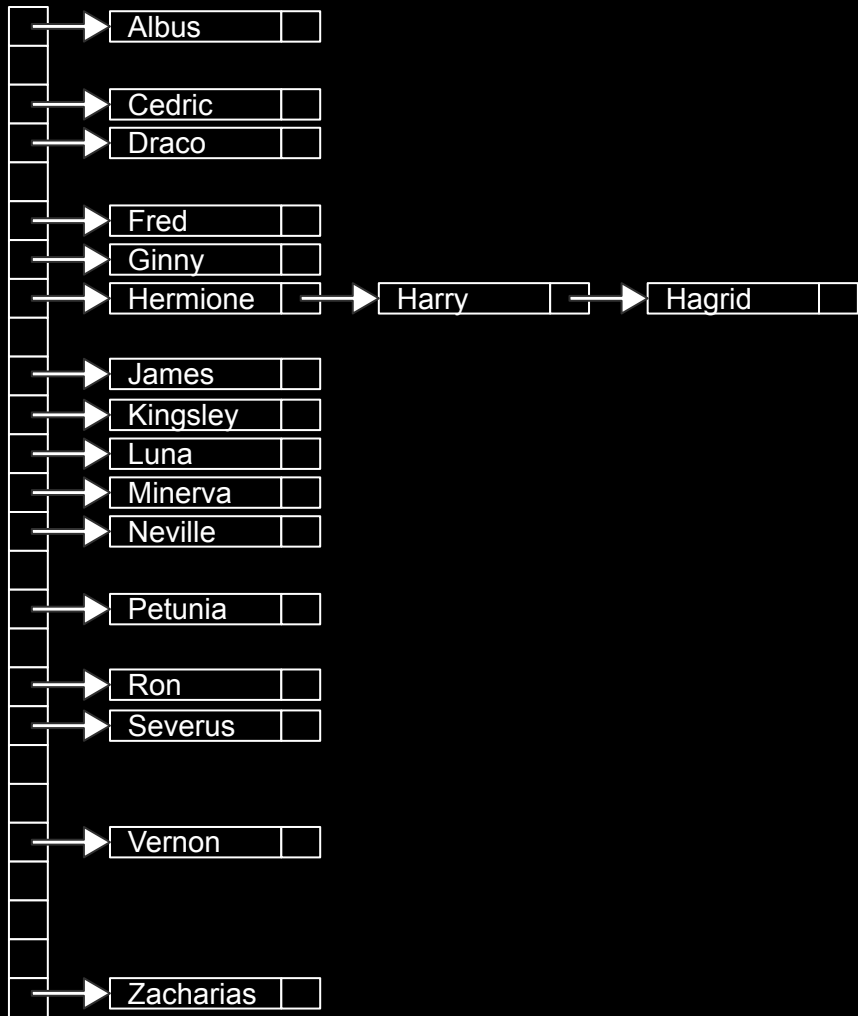 Albus
Cedric
Draco
Fred
Ginny
Hermione Harry Hagrid
James
Kingsley
Luna
Minerva
Neville
Petunia
Ron
Severus
Vernon
Zacharias